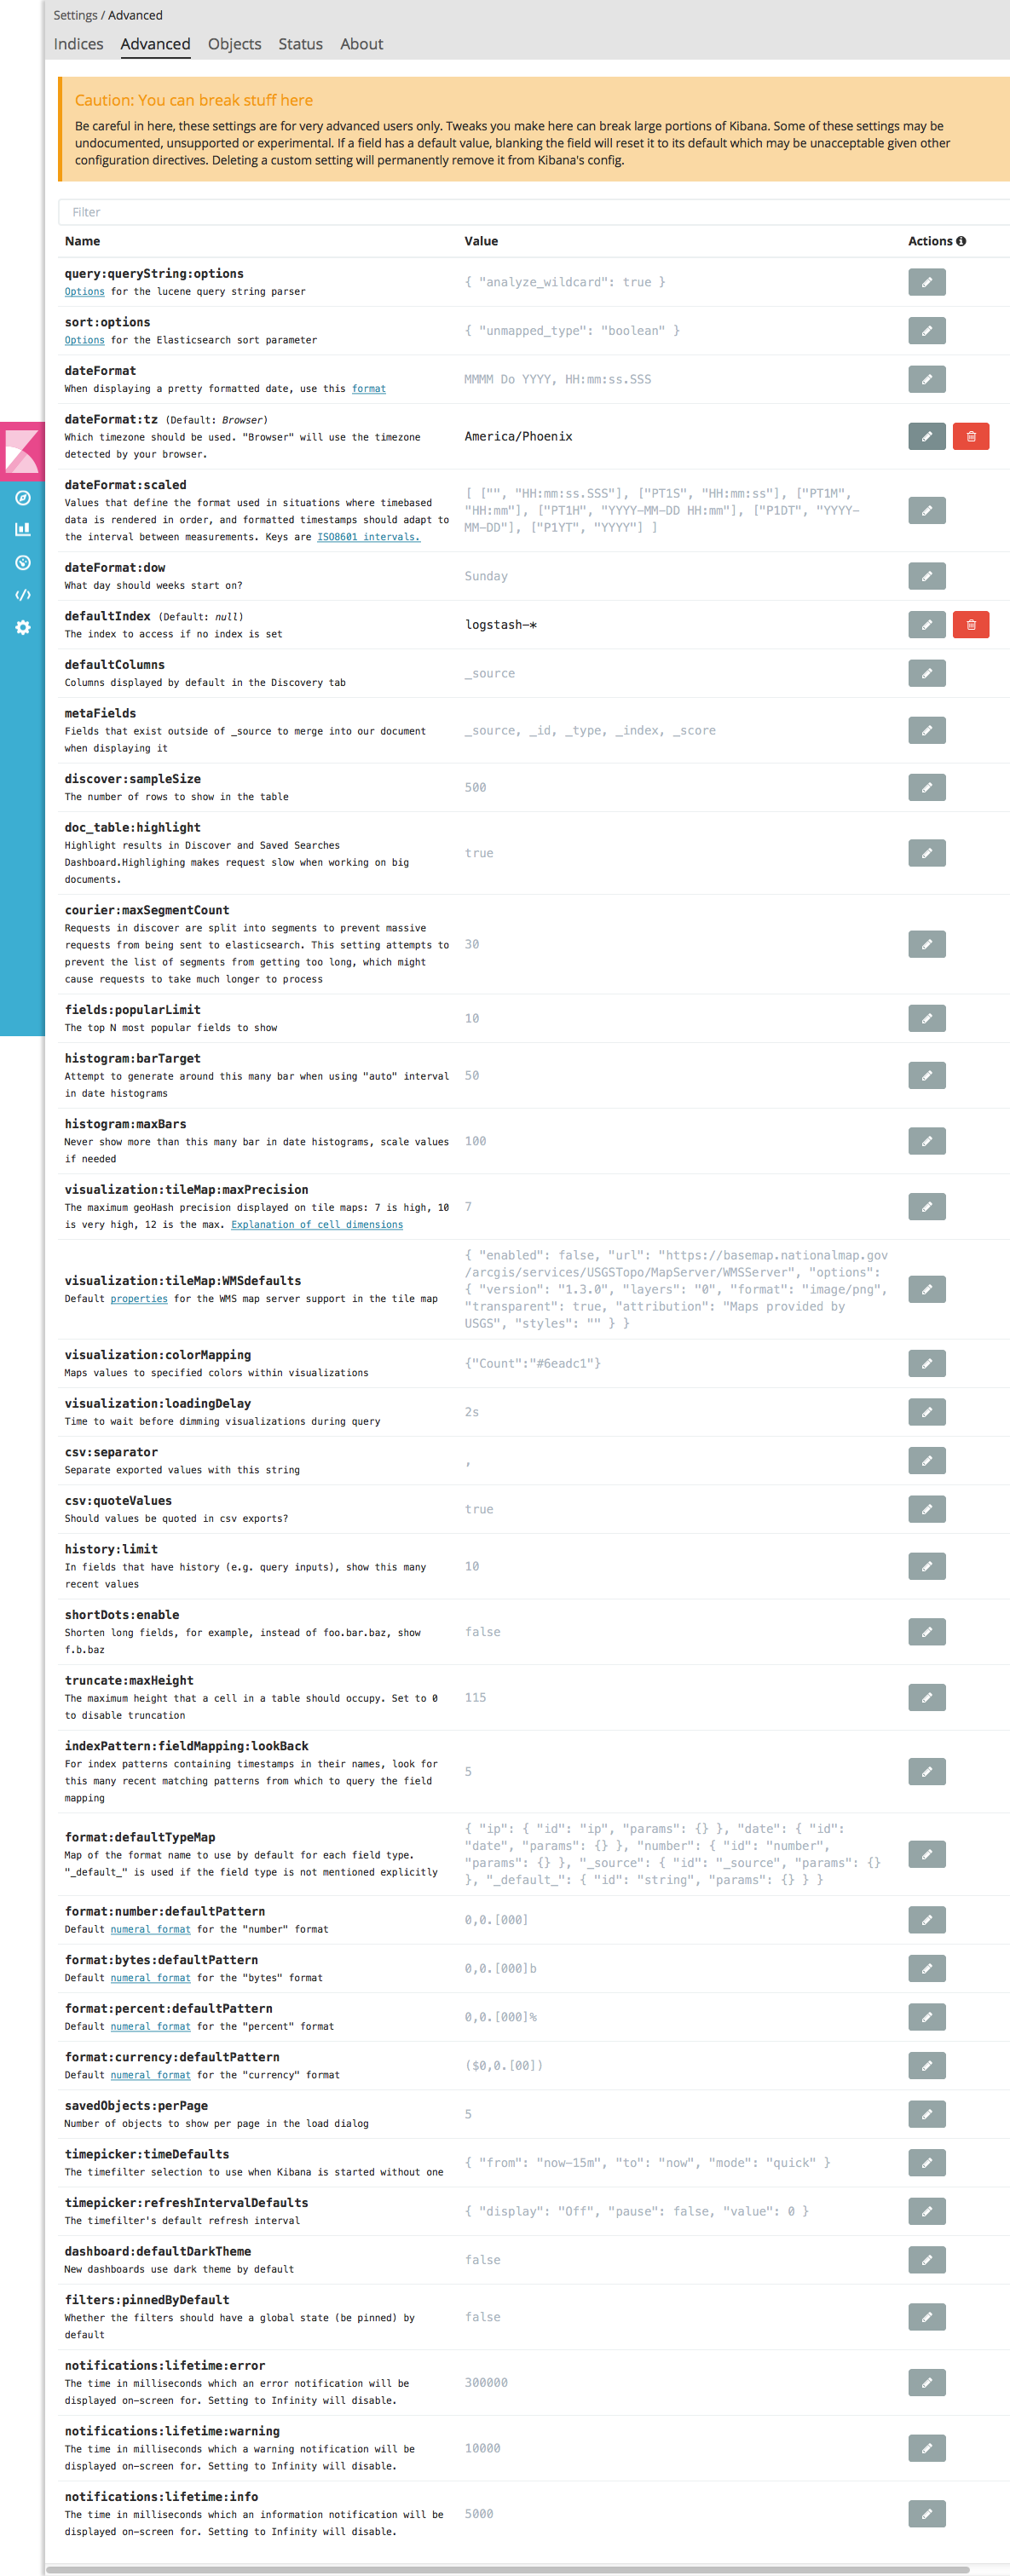 Settings / Advanced
Indices Advanced Objects Status About
Caution: You can break stuff here
Be careful in here, these settings are for very advanced users only. Tweaks you make here can break large portions of Kibana. Some of these settings may be
undocumented, unsupported or experimental. If a field has a default value, blanking the field will reset it to its default which may be unacceptable given other
configuration directives. Deleting a custom setting will permanently remove it from Kibana's config.
Filter
Name Value Actions
query:queryString:options
Options for the lucene query string parser
{ "analyze_wildcard": true }
sort:options
Options for the Elasticsearch sort parameter
{ "unmapped_type": "boolean" }
dateFormat
When displaying a pretty formatted date, use this format
MMMM Do YYYY, HH:mm:ss.SSS
dateFormat:tz (Default: Browser)
Which timezone should be used. "Browser" will use the timezone
detected by your browser.
America/Phoenix
dateFormat:scaled
Values that define the format used in situations where timebased
data is rendered in order, and formatted timestamps should adapt to
the interval between measurements. Keys are ISO8601 intervals.
[ ["", "HH:mm:ss.SSS"], ["PT1S", "HH:mm:ss"], ["PT1M",
"HH:mm"], ["PT1H", "YYYY-MM-DD HH:mm"], ["P1DT", "YYYY-
MM-DD"], ["P1YT", "YYYY"] ]
dateFormat:dow
What day should weeks start on?
Sunday
defaultIndex (Default: null)
The index to access if no index is set
logstash-*
defaultColumns
Columns displayed by default in the Discovery tab
_source
metaFields
Fields that exist outside of _source to merge into our document
when displaying it
_source, _id, _type, _index, _score
discover:sampleSize
The number of rows to show in the table
500
doc_table:highlight
Highlight results in Discover and Saved Searches
Dashboard.Highlighing makes request slow when working on big
documents.
true
courier:maxSegmentCount
Requests in discover are split into segments to prevent massive
requests from being sent to elasticsearch. This setting attempts to
prevent the list of segments from getting too long, which might
cause requests to take much longer to process
30
fields:popularLimit
The top N most popular fields to show
10
histogram:barTarget
Attempt to generate around this many bar when using "auto" interval
in date histograms
50
histogram:maxBars
Never show more than this many bar in date histograms, scale values
if needed
100
visualization:tileMap:maxPrecision
The maximum geoHash precision displayed on tile maps: 7 is high, 10
is very high, 12 is the max. Explanation of cell dimensions
7
visualization:tileMap:WMSdefaults
Default properties for the WMS map server support in the tile map
{ "enabled": false, "url": "https://basemap.nationalmap.gov
/arcgis/services/USGSTopo/MapServer/WMSServer", "options":
{ "version": "1.3.0", "layers": "0", "format": "image/png",
"transparent": true, "attribution": "Maps provided by
USGS", "styles": "" } }
visualization:colorMapping
Maps values to specified colors within visualizations
{"Count":"#6eadc1"}
visualization:loadingDelay
Time to wait before dimming visualizations during query
2s
csv:separator
Separate exported values with this string
,
csv:quoteValues
Should values be quoted in csv exports?
true
history:limit
In fields that have history (e.g. query inputs), show this many
recent values
10
shortDots:enable
Shorten long fields, for example, instead of foo.bar.baz, show
f.b.baz
false
truncate:maxHeight
The maximum height that a cell in a table should occupy. Set to 0
to disable truncation
115
indexPattern:fieldMapping:lookBack
For index patterns containing timestamps in their names, look for
this many recent matching patterns from which to query the field
mapping
5
format:defaultTypeMap
Map of the format name to use by default for each field type.
"_default_" is used if the field type is not mentioned explicitly
{ "ip": { "id": "ip", "params": {} }, "date": { "id":
"date", "params": {} }, "number": { "id": "number",
"params": {} }, "_source": { "id": "_source", "params": {}
}, "_default_": { "id": "string", "params": {} } }
format:number:defaultPattern
Default numeral format for the "number" format
0,0.[000]
format:bytes:defaultPattern
Default numeral format for the "bytes" format
0,0.[000]b
format:percent:defaultPattern
Default numeral format for the "percent" format
0,0.[000]%
format:currency:defaultPattern
Default numeral format for the "currency" format
($0,0.[00])
savedObjects:perPage
Number of objects to show per page in the load dialog
5
timepicker:timeDefaults
The timefilter selection to use when Kibana is started without one
{ "from": "now-15m", "to": "now", "mode": "quick" }
timepicker:refreshIntervalDefaults
The timefilter's default refresh interval
{ "display": "Off", "pause": false, "value": 0 }
dashboard:defaultDarkTheme
New dashboards use dark theme by default
false
filters:pinnedByDefault
Whether the filters should have a global state (be pinned) by
default
false
notifications:lifetime:error
The time in milliseconds which an error notification will be
displayed on-screen for. Setting to Infinity will disable.
300000
notifications:lifetime:warning
The time in milliseconds which a warning notification will be
displayed on-screen for. Setting to Infinity will disable.
10000
notifications:lifetime:info
The time in milliseconds which an information notification will be
displayed on-screen for. Setting to Infinity will disable.
5000